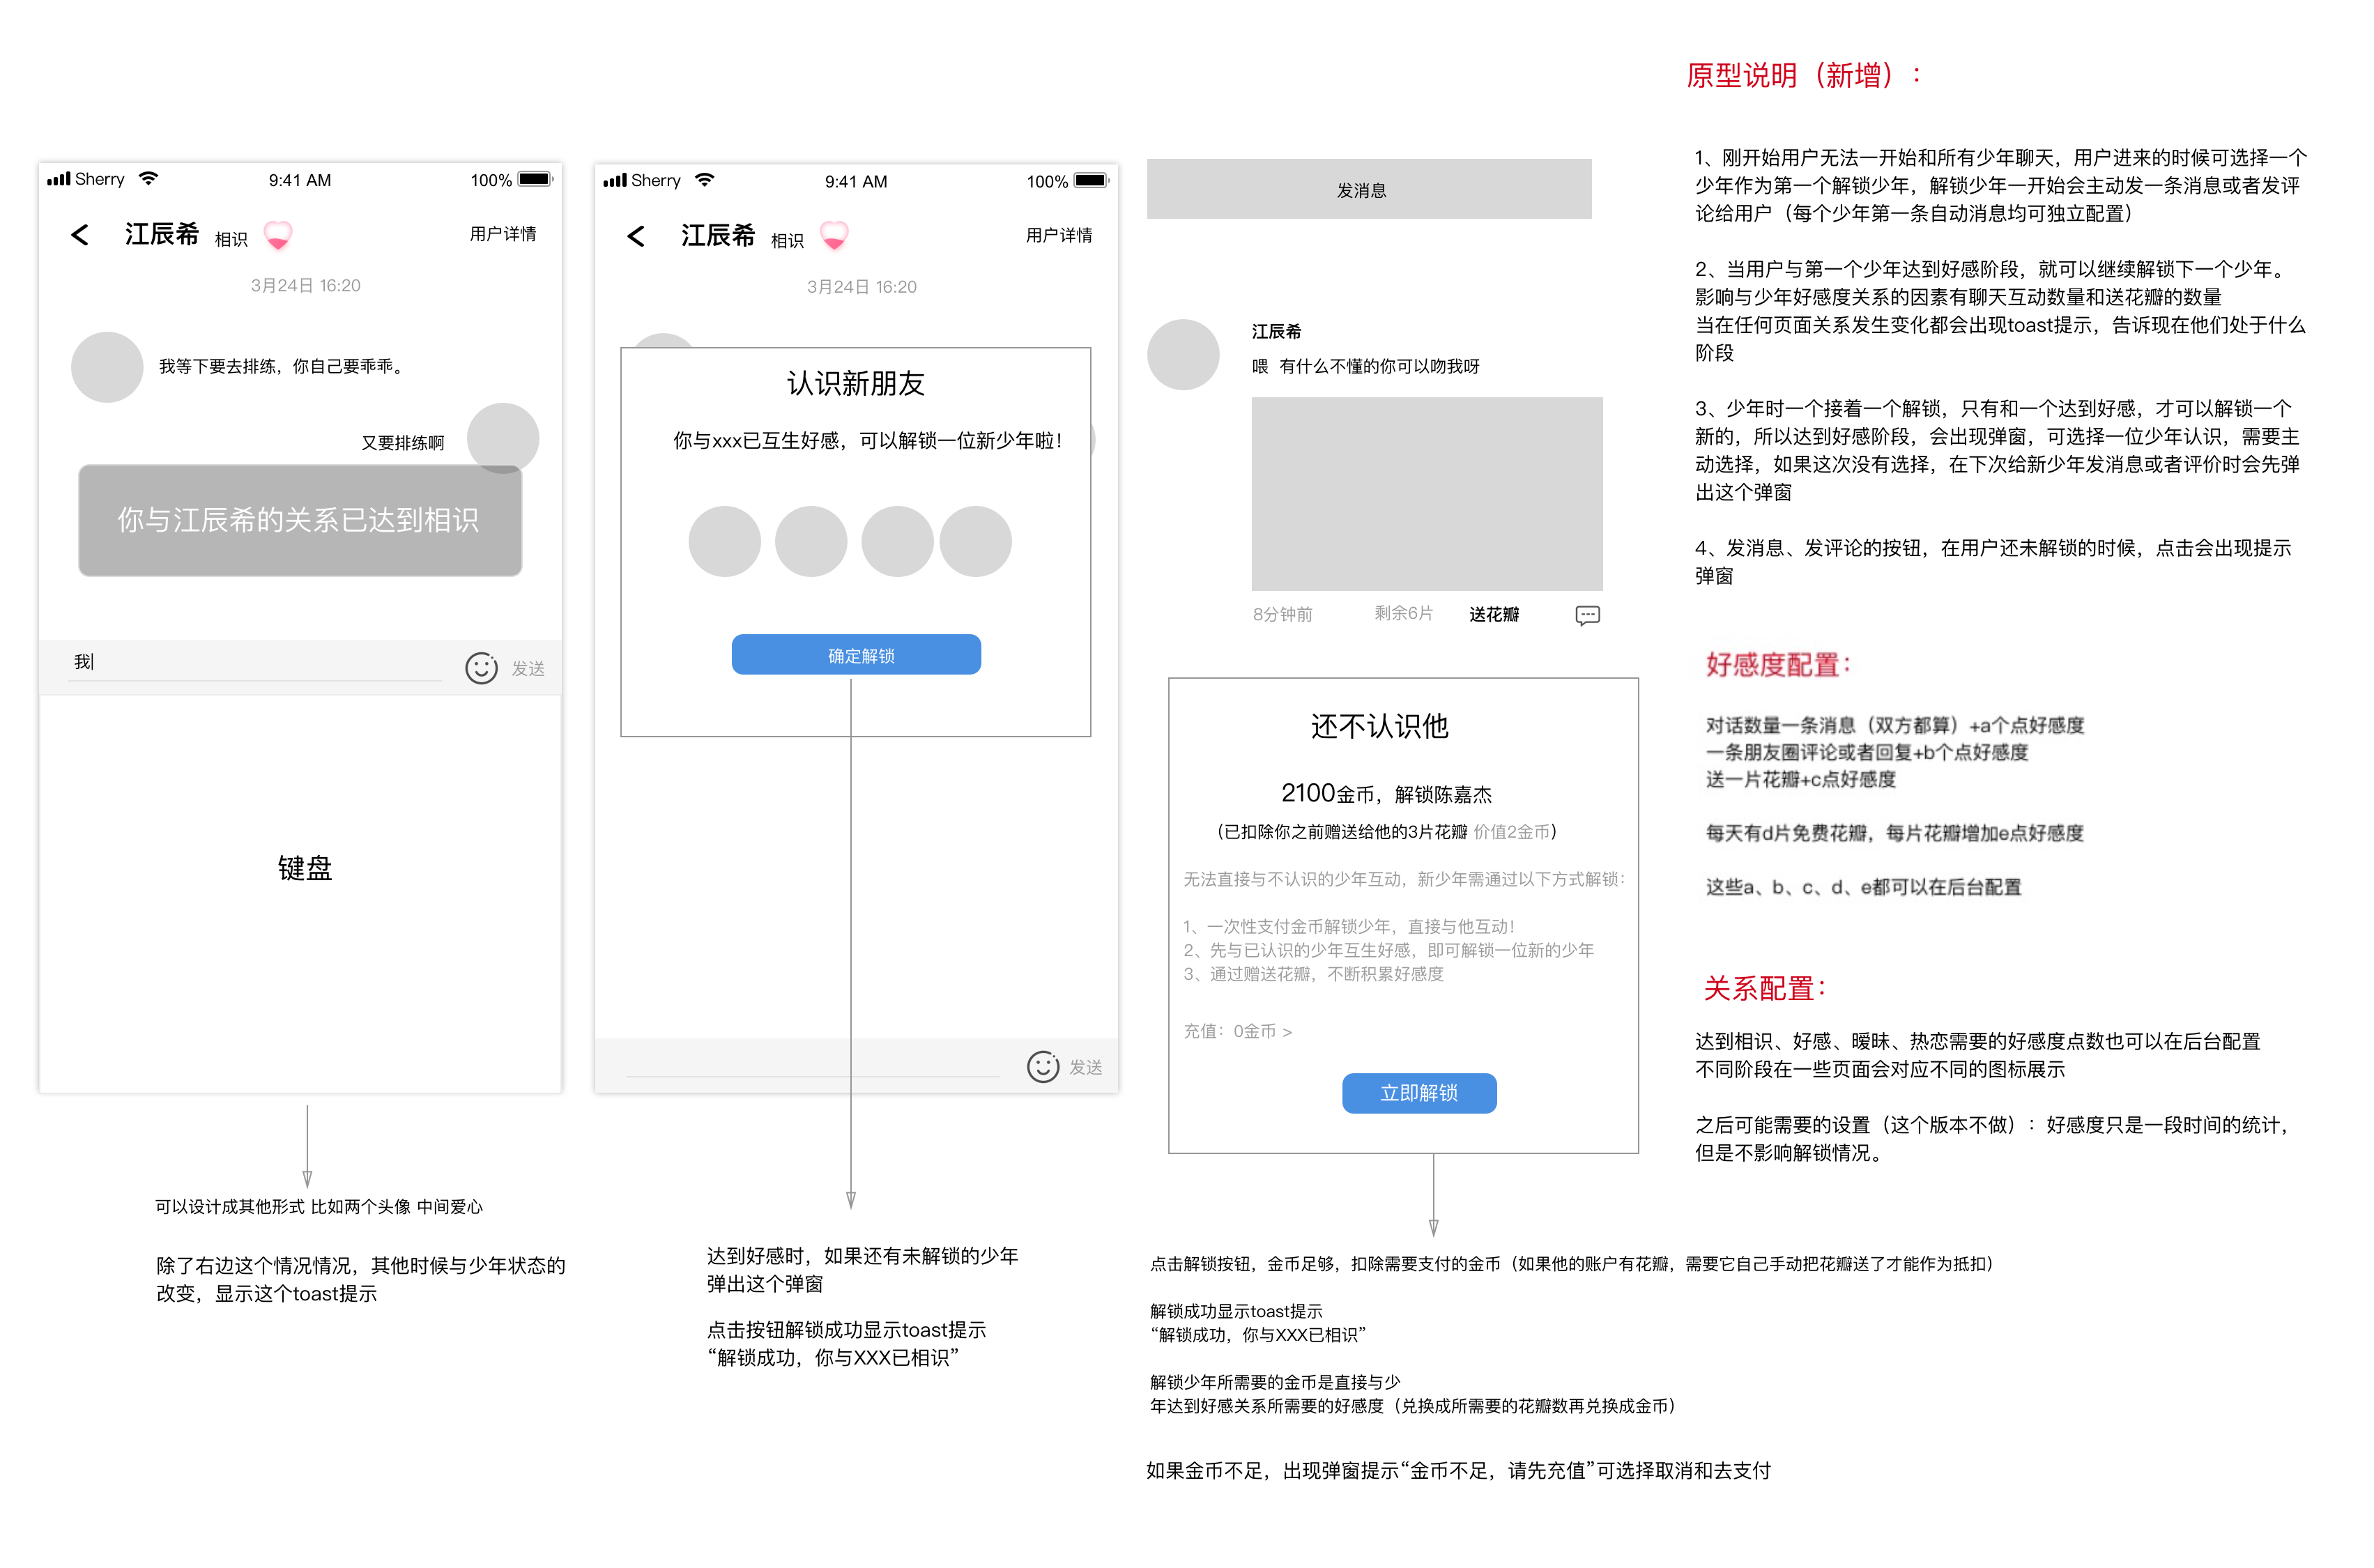 Sherry 9:41 AM 100%
江辰希 相识 用户详情
3月24日 16:20
我等下要去排练，你自己要乖乖。
又要排练啊
你与江辰希的关系已达到相识
我 发送
键盘
可以设计成其他形式 比如两个头像 中间爱心
除了右边这个情况情况，其他时候与少年状态的
改变，显示这个toast提示
Sherry 9:41 AM 100%
江辰希 相识 用户详情
3月24日 16:20
认识新朋友
你与xxx已互生好感，可以解锁一位新少年啦！
确定解锁
发送
达到好感时，如果还有未解锁的少年
弹出这个弹窗
点击按钮解锁成功显示toast提示
“解锁成功，你与XXX已相识”
发消息
江辰希
喂 有什么不懂的你可以吻我呀
8分钟前 剩余6片 送花瓣
还不认识他
2100金币，解锁陈嘉杰
（已扣除你之前赠送给他的3片花瓣 价值2金币）
无法直接与不认识的少年互动，新少年需通过以下方式解锁：
1、一次性支付金币解锁少年，直接与他互动！
2、先与已认识的少年互生好感，即可解锁一位新的少年
3、通过赠送花瓣，不断积累好感度
充值：0金币 >
立即解锁
点击解锁按钮，金币足够，扣除需要支付的金币（如果他的账户有花瓣，需要它自己手动把花瓣送了才能作为抵扣）
解锁成功显示toast提示
“解锁成功，你与XXX已相识”
解锁少年所需要的金币是直接与少
年达到好感关系所需要的好感度（兑换成所需要的花瓣数再兑换成金币）
如果金币不足，出现弹窗提示“金币不足，请先充值”可选择取消和去支付
原型说明（新增）：
1、刚开始用户无法一开始和所有少年聊天，用户进来的时候可选择一个
少年作为第一个解锁少年，解锁少年一开始会主动发一条消息或者发评
论给用户（每个少年第一条自动消息均可独立配置）
2、当用户与第一个少年达到好感阶段，就可以继续解锁下一个少年。
影响与少年好感度关系的因素有聊天互动数量和送花瓣的数量
当在任何页面关系发生变化都会出现toast提示，告诉现在他们处于什么
阶段
3、少年时一个接着一个解锁，只有和一个达到好感，才可以解锁一个
新的，所以达到好感阶段，会出现弹窗，可选择一位少年认识，需要主
动选择，如果这次没有选择，在下次给新少年发消息或者评价时会先弹
出这个弹窗
4、发消息、发评论的按钮，在用户还未解锁的时候，点击会出现提示
弹窗
好感度配置：
对话数量一条消息（双方都算）+a个点好感度
一条朋友圈评论或者回复+b个点好感度
送一片花瓣+c点好感度
每天有d片免费花瓣，每片花瓣增加e点好感度
这些a、b、c、d、e都可以在后台配置
关系配置：
达到相识、好感、暧昧、热恋需要的好感度点数也可以在后台配置
不同阶段在一些页面会对应不同的图标展示
之后可能需要的设置（这个版本不做）：好感度只是一段时间的统计，
但是不影响解锁情况。